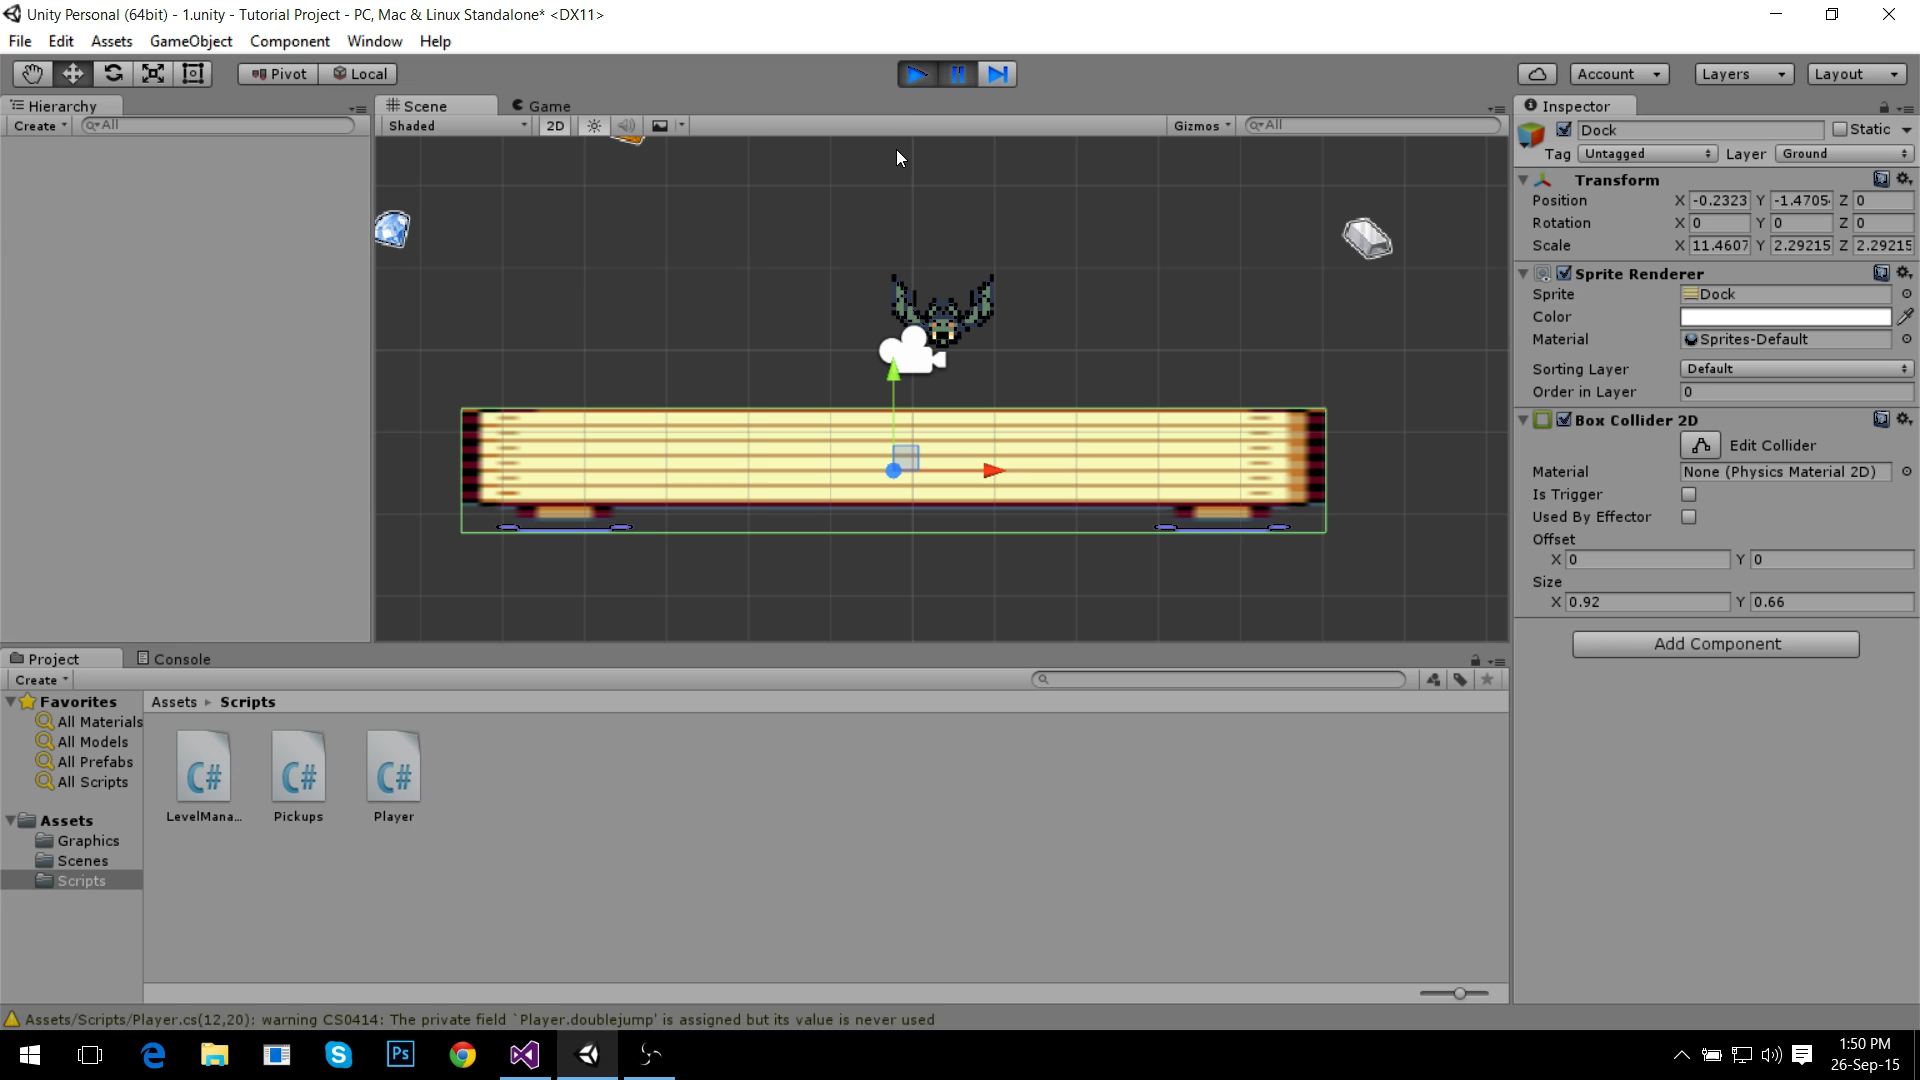 Unity Personal (64bit) - 1.unity - Tutorial Project - PC, Mac & Linux Standalone* <DX11>
File Edit Assets GameObject Component Window Help
Pivot Local Account Layers Layout
Hierarchy
Create All
Scene Game
Shaded 2D Gizmos All
Inspector
Dock Static
Tag Untagged Layer Ground
Transform
Position X -0.2323 Y -1.4705 Z 0
Rotation X 0 Y 0 Z 0
Scale X 11.4607 Y 2.29215 Z 2.29215
Sprite Renderer
Sprite Dock
Color
Material Sprites-Default
Sorting Layer Default
Order in Layer 0
Box Collider 2D
Edit Collider
Material None (Physics Material 2D)
Is Trigger
Used By Effector
Offset
X 0 Y 0
Size
X 0.92 Y 0.66
Add Component
Project Console
Create
Favorites
All Materials
All Models
All Prefabs
All Scripts
Assets
Graphics
Scenes
Scripts
Assets Scripts
C# C# C#
LevelMana... Pickups Player
Assets/Scripts/Player.cs(12,20): warning CS0414: The private field `Player.doublejump' is assigned but its value is never used
Ps
1:50 PM
26-Sep-15